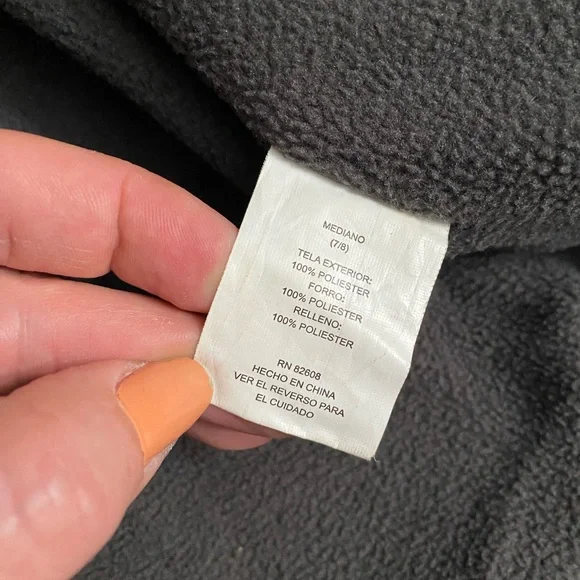 MEDIANO
(7/8)
TELA EXTERIOR:
100% POLIESTER
FORRO:
100% POLIESTER
RELLENO:
100% POLIESTER
RN 82608
HECHO EN CHINA
VER EL REVERSO PARA
EL CUIDADO